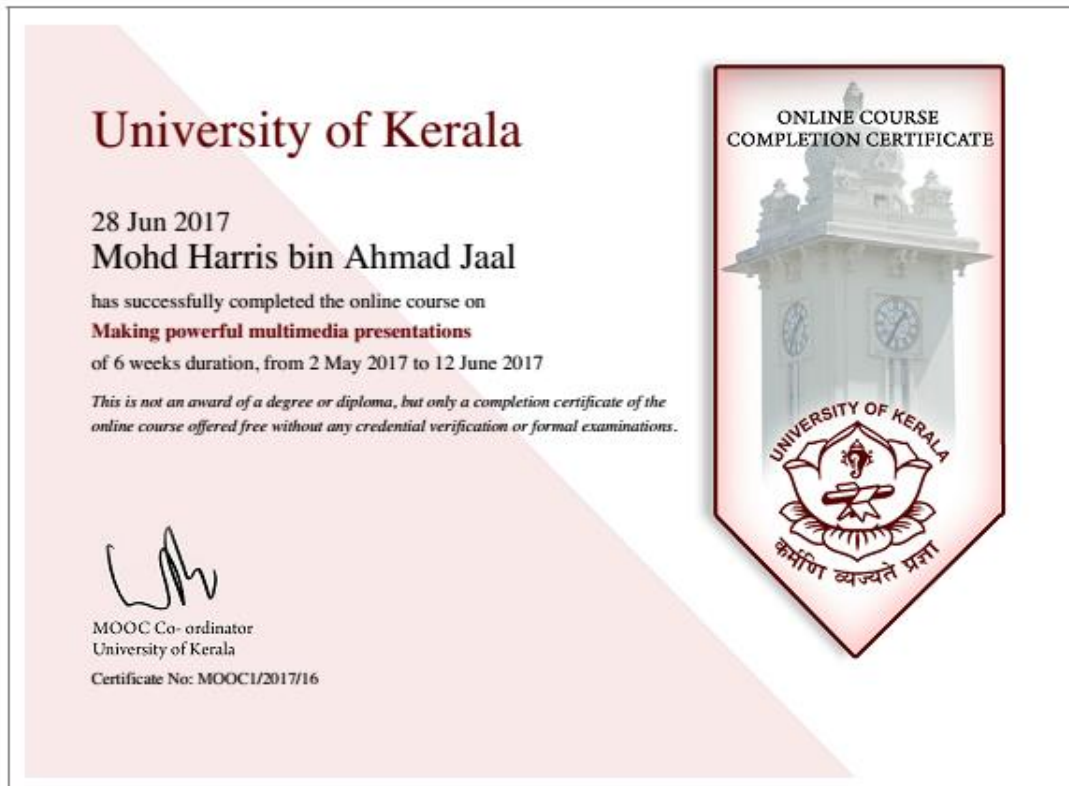 University of Kerala
28 Jun 2017
Mohd Harris bin Ahmad Jaal
has successfully completed the online course on
Making powerful multimedia presentations
of 6 weeks duration, from 2 May 2017 to 12 June 2017
This is not an award of a degree or diploma, but only a completion certificate of the
online course offered free without any credential verification or formal examinations.
MOOC Co- ordinator
University of Kerala
Certificate No: MOOC1/2017/16
ONLINE COURSE
COMPLETION CERTIFICATE
UNIVERSITY OF KERALA
कर्मणि व्यज्यते प्रज्ञा